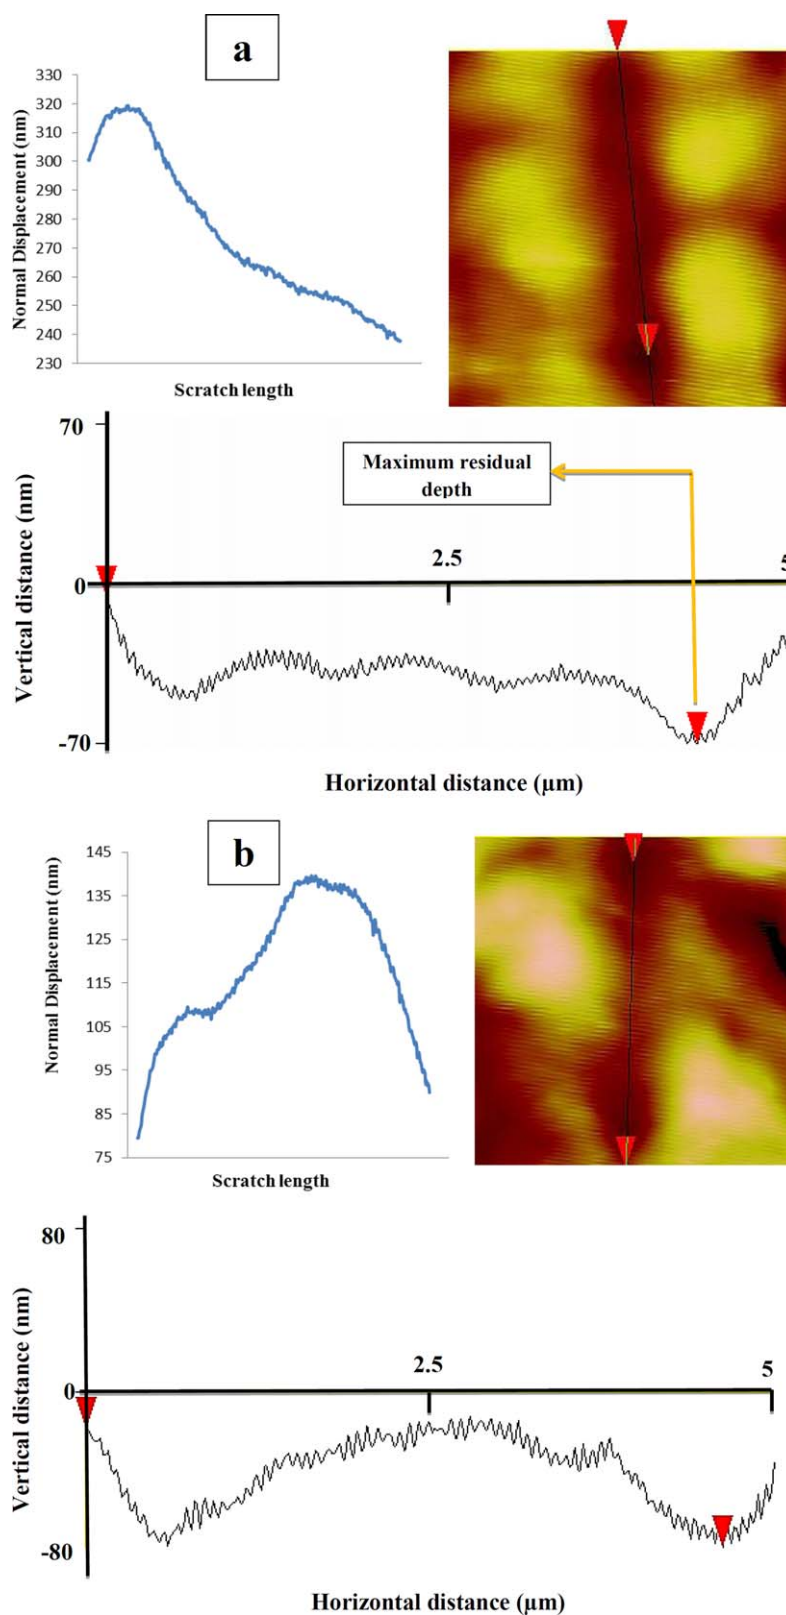 a
330
320
310
300
290
280
270
260
250
240
230
Normal Displacement (nm)
Scratch length
70
0
-70
Vertical distance (nm)
Maximum residual
depth
2.5
5
Horizontal distance (µm)
b
145
135
125
115
105
95
85
75
Normal Displacement (nm)
Scratch length
80
0
-80
Vertical distance (nm)
2.5
5
Horizontal distance (µm)